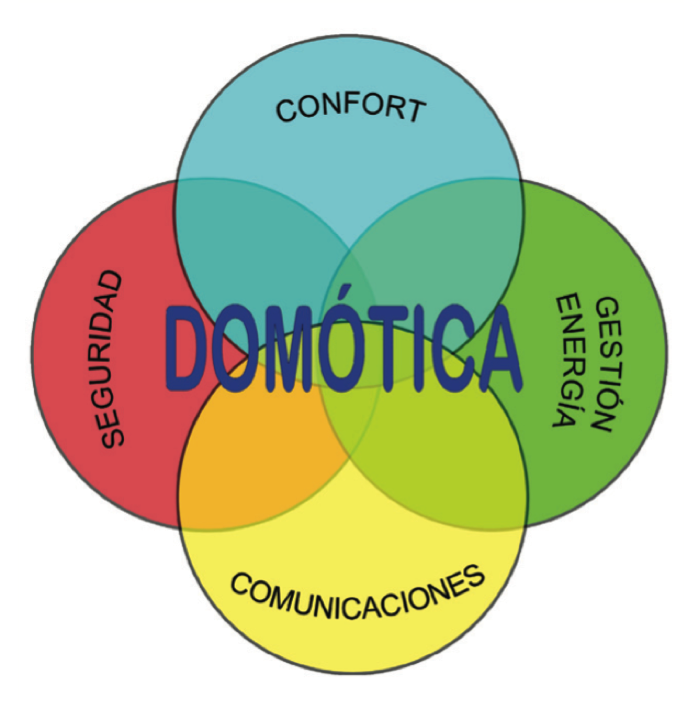 CONFORT
SEGURIDAD
DOMÓTICA
GESTIÓN
ENERGÍA
COMUNICACIONES